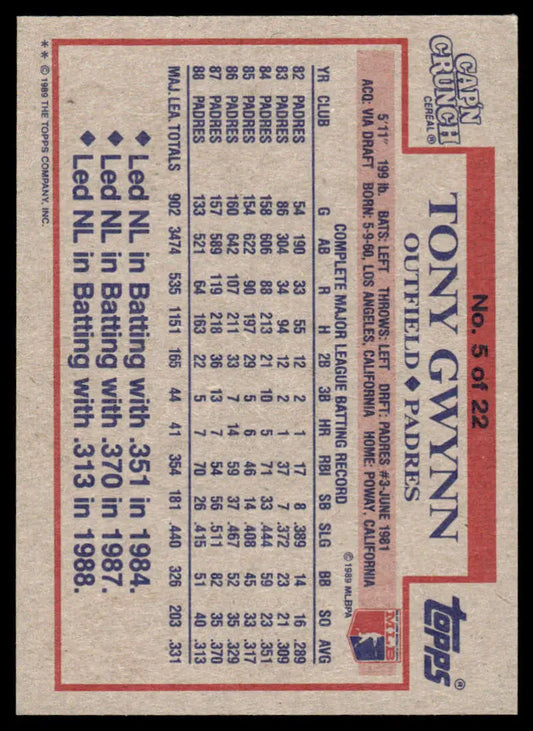 CAP'N
CRUNCH
CEREAL®
No. 5 of 22
TONY GWYNN
OUTFIELD ♦ PADRES
topps®
5'11" 199 lb. BATS: LEFT THROWS: LEFT DRFT: PADRES #3-JUNE 1981
ACQ: VIA DRAFT BORN: 5-9-60, LOS ANGELES, CALIFORNIA HOME: POWAY, CALIFORNIA
MLB
COMPLETE MAJOR LEAGUE BATTING RECORD
©1989 MLBPA
YR CLUB G AB R H 2B 3B HR RBI SB SLG BB SO AVG
82 PADRES 54 190 33 55 12 2 1 17 8 .389 14 16 .289
83 PADRES 86 304 34 94 12 2 1 37 7 .372 23 21 .309
84 PADRES 158 606 88 213 21 10 5 71 33 .444 59 23 .351
85 PADRES 154 622 90 197 29 5 6 46 14 .408 45 33 .317
86 PADRES 160 642 107 211 33 7 14 59 37 .467 52 35 .329
87 PADRES 157 589 119 218 36 13 7 54 56 .511 82 35 .370
88 PADRES 133 521 64 163 22 5 7 70 26 .415 51 40 .313
MAJ. LEA. TOTALS 902 3474 535 1151 165 44 41 354 181 .440 326 203 .331
♦ Led NL in Batting with .351 in 1984.
♦ Led NL in Batting with .370 in 1987.
♦ Led NL in Batting with .313 in 1988.
** © 1989 THE TOPPS COMPANY, INC.